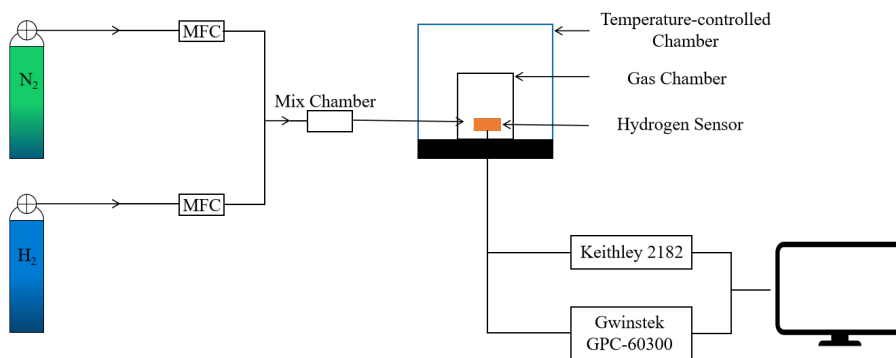 N₂
MFC
Mix Chamber
H₂
MFC
Temperature-controlled
Chamber
Gas Chamber
Hydrogen Sensor
Keithley 2182
Gwinstek
GPC-60300